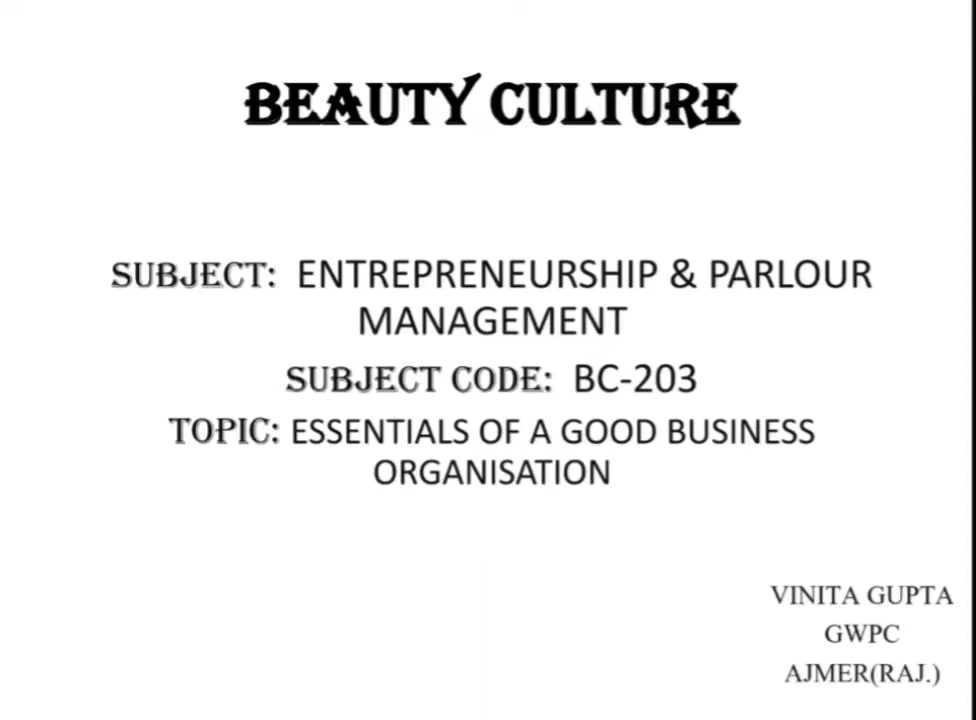 BEAUTY CULTURE
SUBJECT: ENTREPRENEURSHIP & PARLOUR
MANAGEMENT
SUBJECT CODE: BC-203
TOPIC: ESSENTIALS OF A GOOD BUSINESS
ORGANISATION
VINITA GUPTA
GWPC
AJMER(RAJ.)